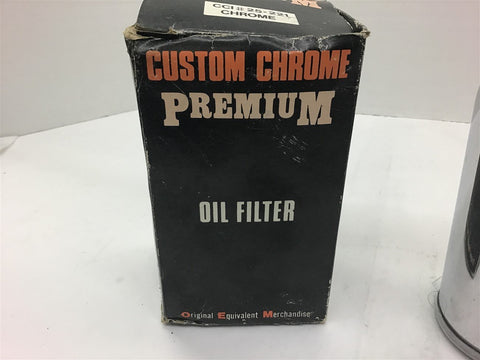 CCI# 25-221
CHROME
CUSTOM CHROME
PREMIUM
OIL FILTER
Original Equivalent Merchandise